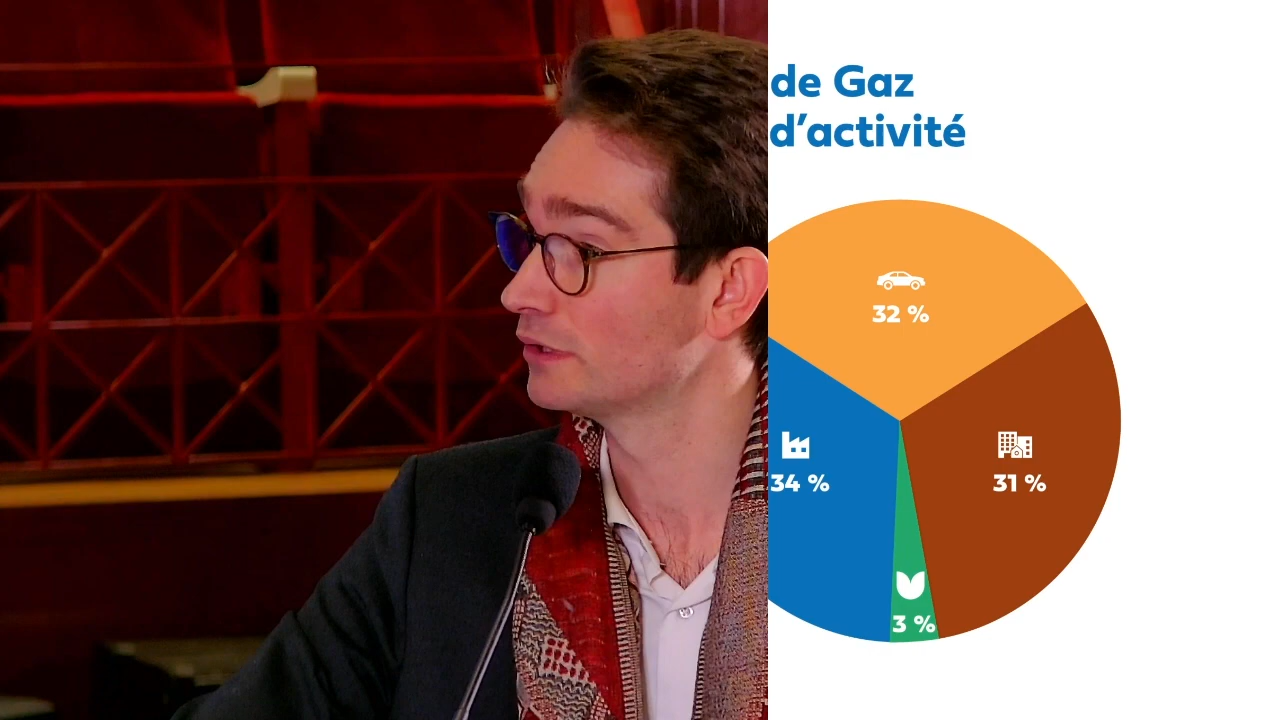 de Gaz
d’activité
32 %
34 %
31 %
3 %